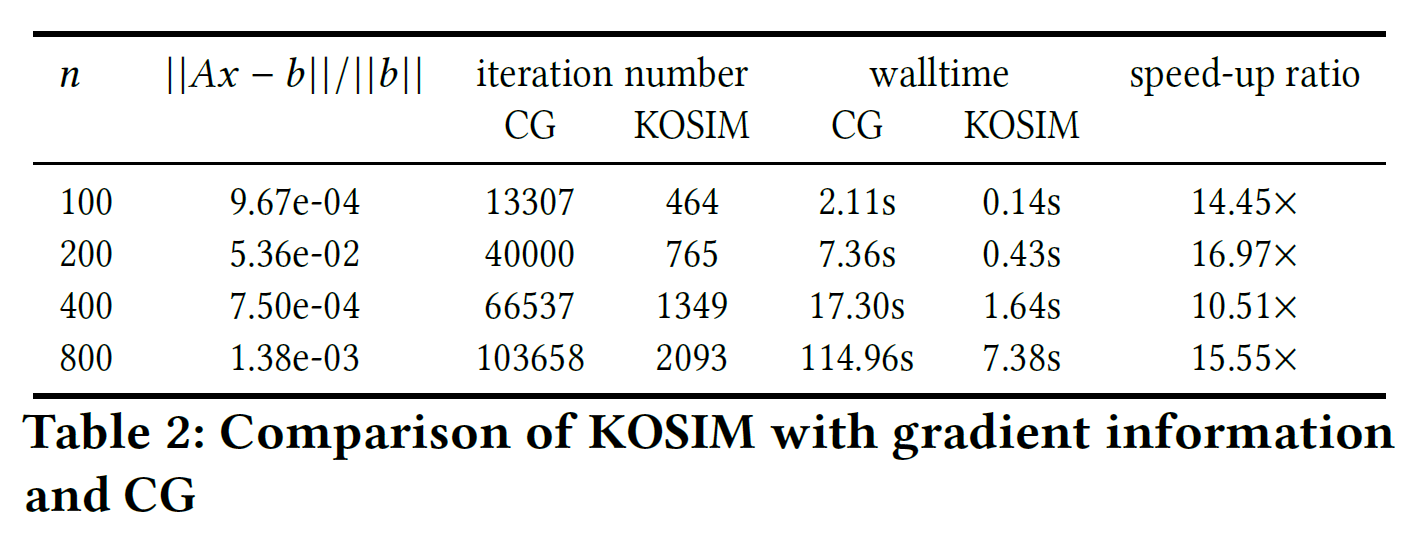 n ||Ax − b||/||b|| iteration number walltime speed-up ratio
CG KOSIM CG KOSIM
100 9.67e-04 13307 464 2.11s 0.14s 14.45×
200 5.36e-02 40000 765 7.36s 0.43s 16.97×
400 7.50e-04 66537 1349 17.30s 1.64s 10.51×
800 1.38e-03 103658 2093 114.96s 7.38s 15.55×
Table 2: Comparison of KOSIM with gradient information
and CG